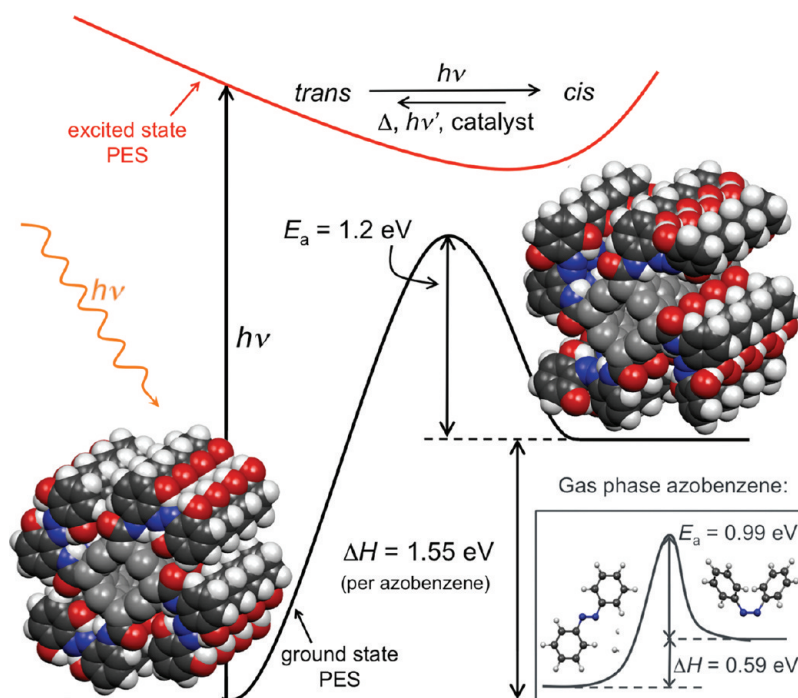 hν
trans cis
Δ, hν', catalyst
excited state
PES
Eₐ = 1.2 eV
hν
hν
Gas phase azobenzene:
Eₐ = 0.99 eV
ΔH = 1.55 eV
(per azobenzene)
ground state
PES
ΔH = 0.59 eV